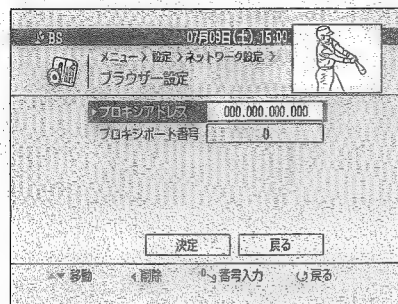 BS 07月09日(土) 15:00
メニュー〉設定〉ネットワーク設定〉
ブラウザー設定
プロキシアドレス 000.000.000.000
プロキシポート番号 0
決定 戻る
移動 削除 0-9 番号入力 戻る